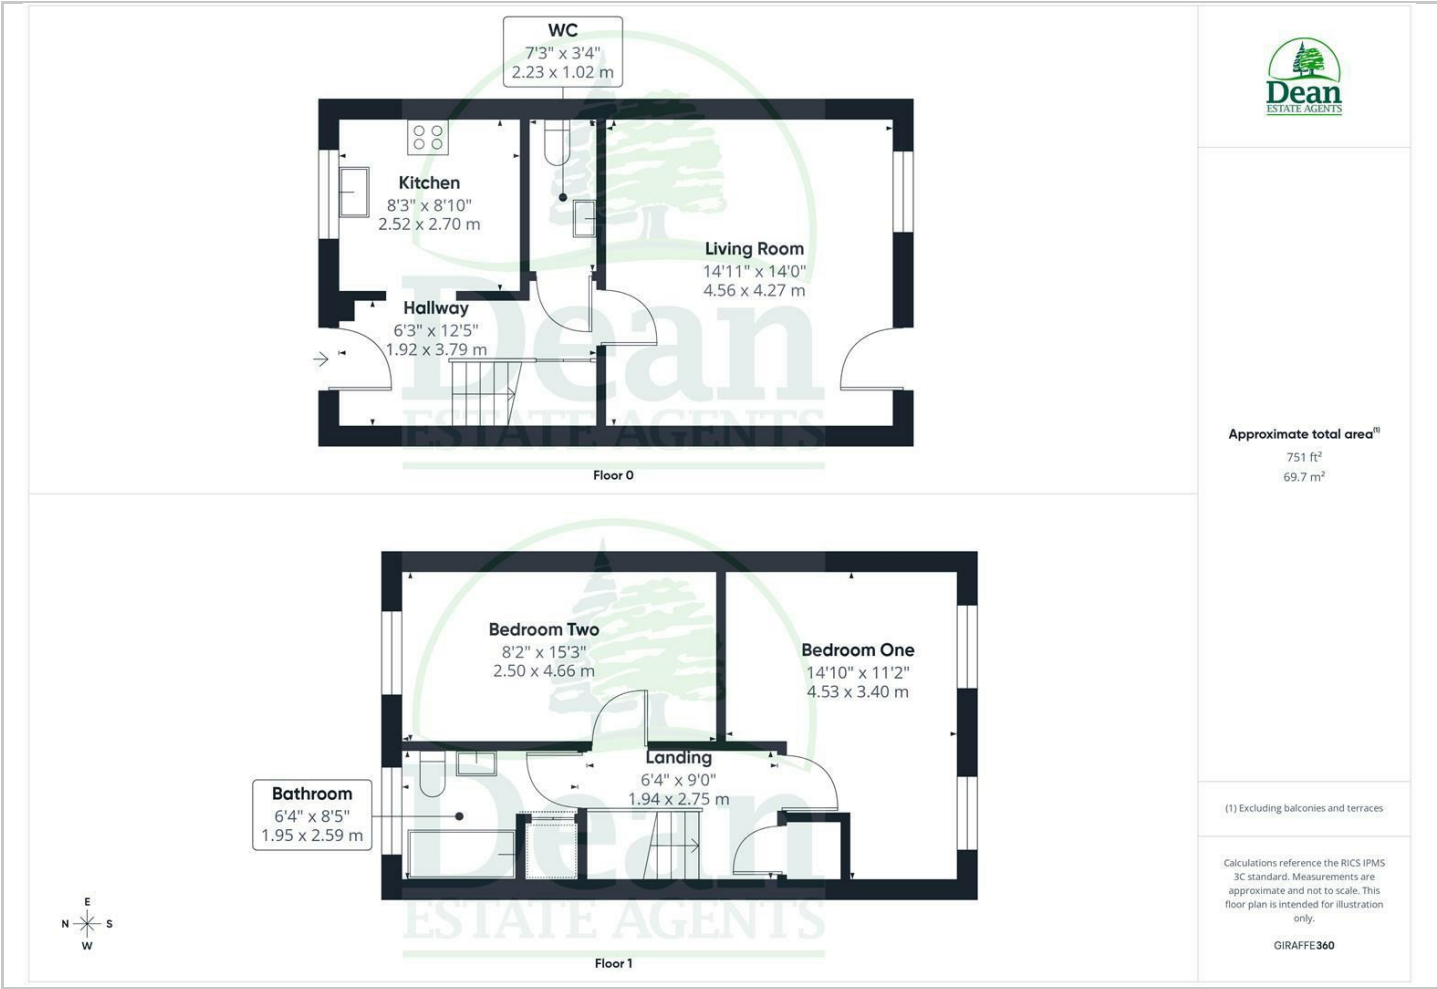 WC
7'3" x 3'4"
2.23 x 1.02 m
Kitchen
8'3" x 8'10"
2.52 x 2.70 m
Living Room
14'11" x 14'0"
4.56 x 4.27 m
Hallway
6'3" x 12'5"
1.92 x 3.79 m
Dean
ESTATE AGENTS
Floor 0
Bedroom Two
8'2" x 15'3"
2.50 x 4.66 m
Bedroom One
14'10" x 11'2"
4.53 x 3.40 m
Landing
6'4" x 9'0"
1.94 x 2.75 m
Bathroom
6'4" x 8'5"
1.95 x 2.59 m
Dean
ESTATE AGENTS
E
N S
W
Floor 1
Dean
ESTATE AGENTS
Approximate total area(1)
751 ft²
69.7 m²
(1) Excluding balconies and terraces
Calculations reference the RICS IPMS
3C standard. Measurements are
approximate and not to scale. This
floor plan is intended for illustration
only.
GIRAFFE360